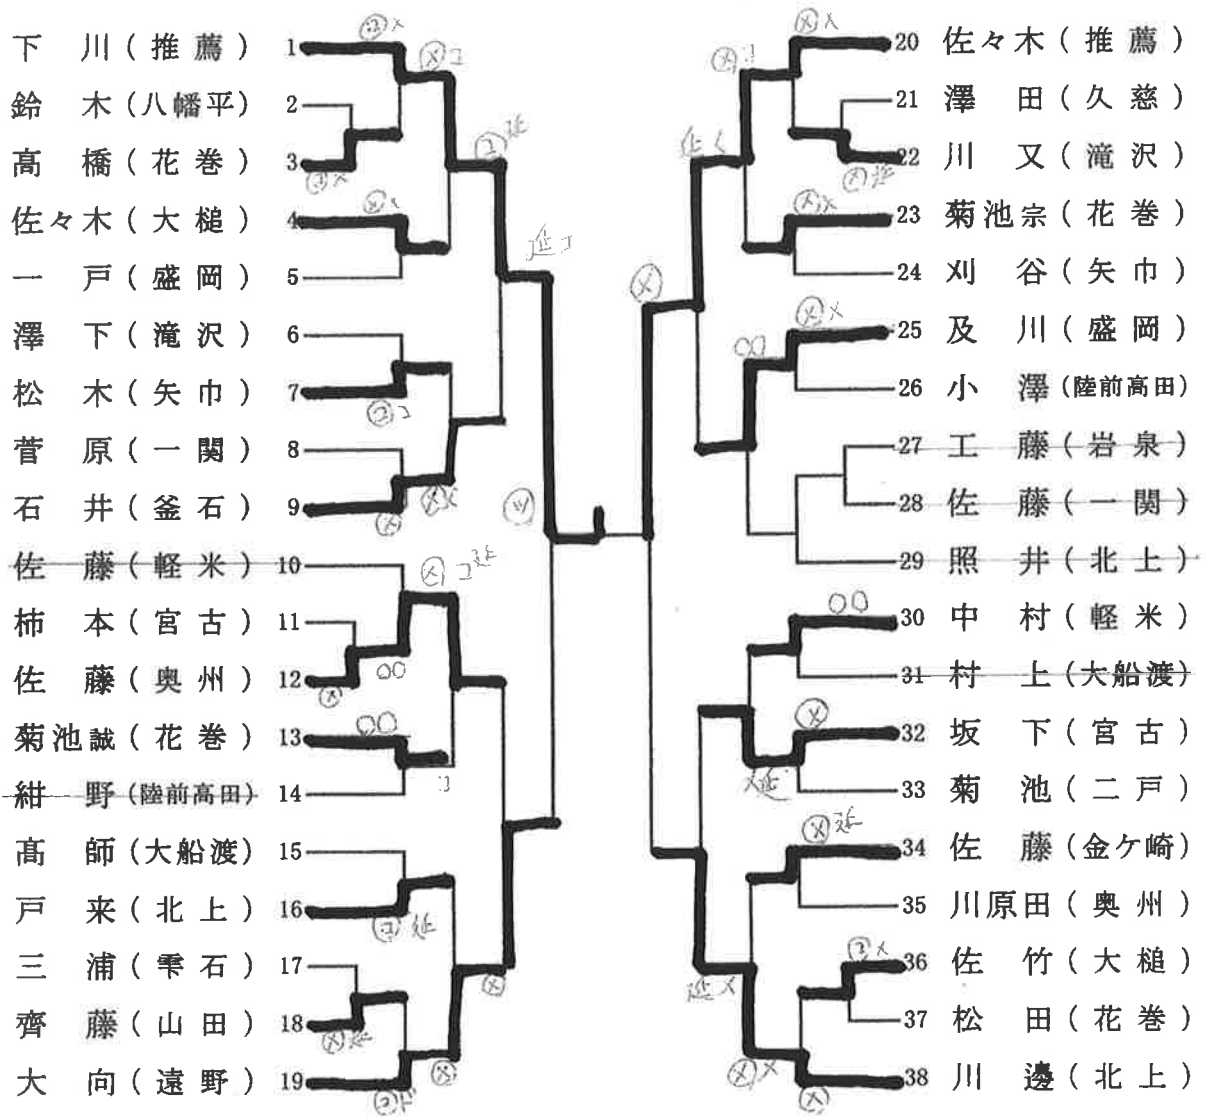 下川(推薦) 1
鈴木(八幡平) 2
髙橋(花巻) 3
佐々木(大槌) 4
一戸(盛岡) 5
澤下(滝沢) 6
松木(矢巾) 7
菅原(一関) 8
石井(釜石) 9
佐藤(軽米) 10
柿本(宮古) 11
佐藤(奥州) 12
菊池誠(花巻) 13
紺野(陸前高田) 14
髙師(大船渡) 15
戸来(北上) 16
三浦(雫石) 17
齊藤(山田) 18
大向(遠野) 19
20 佐々木(推薦)
21 澤田(久慈)
22 川又(滝沢)
23 菊池宗(花巻)
24 刈谷(矢巾)
25 及川(盛岡)
26 小澤(陸前高田)
27 工藤(岩泉)
28 佐藤(一関)
29 照井(北上)
30 中村(軽米)
31 村上(大船渡)
32 坂下(宮古)
33 菊池(二戸)
34 佐藤(金ケ崎)
35 川原田(奥州)
36 佐竹(大槌)
37 松田(花巻)
38 川邊(北上)